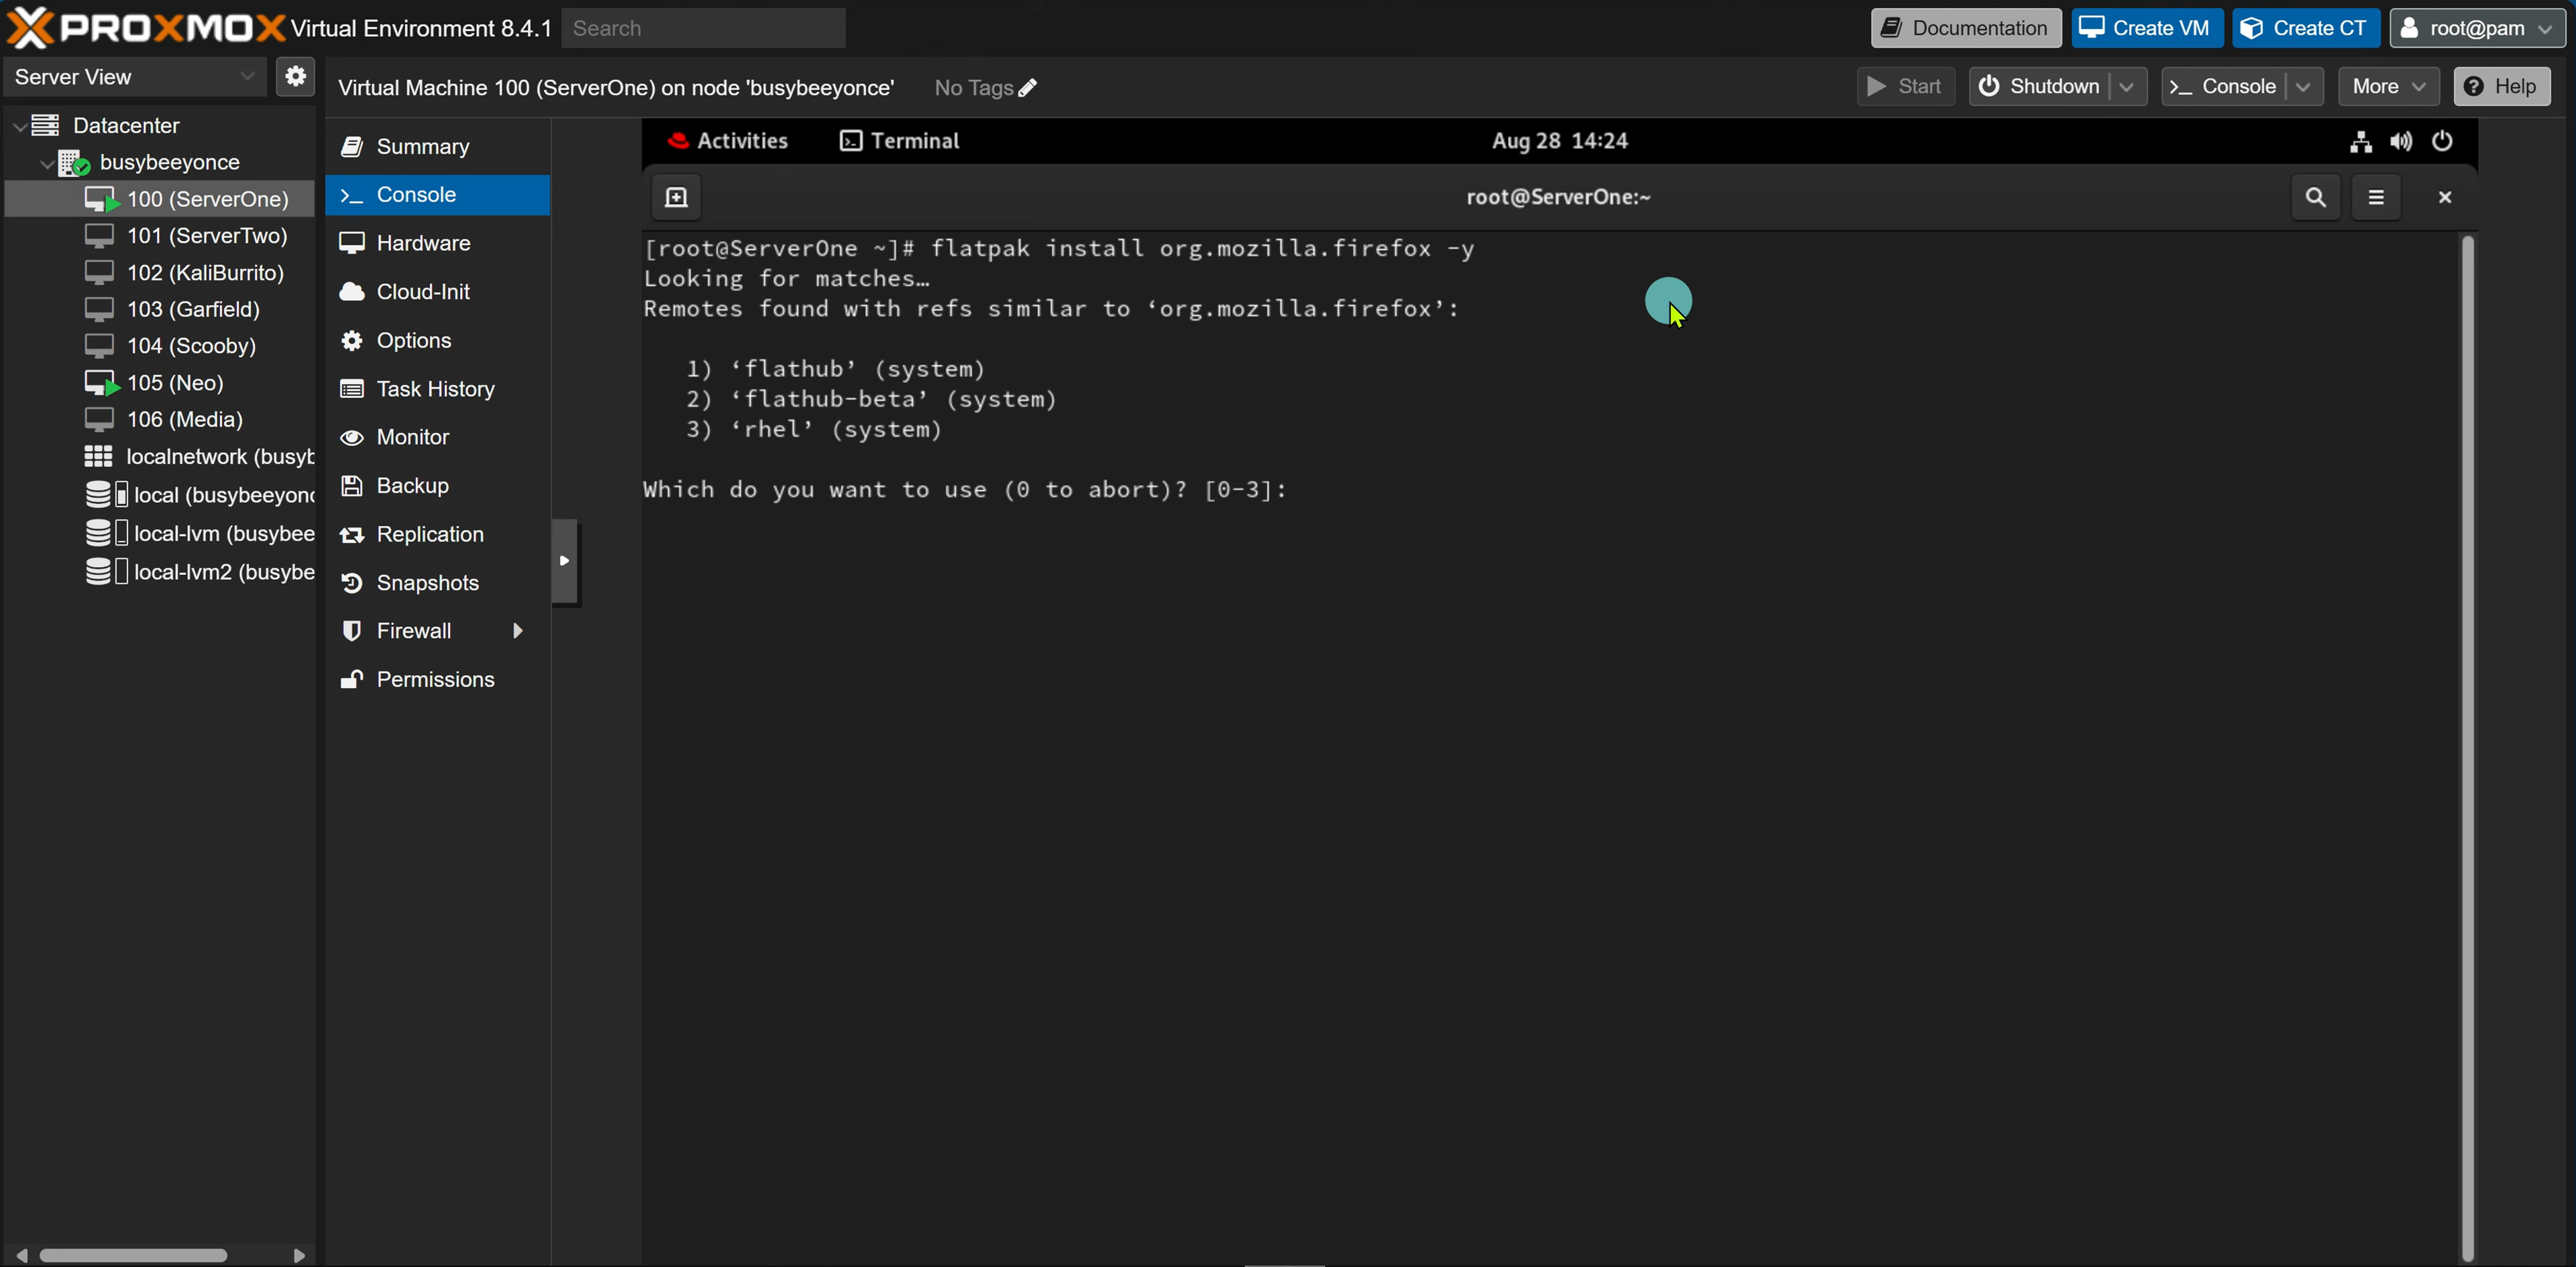 PROXMOX Virtual Environment 8.4.1 Search Documentation Create VM Create CT root@pam
Server View
Virtual Machine 100 (ServerOne) on node 'busybeeyonce' No Tags Start Shutdown Console More Help
Datacenter
busybeeyonce
100 (ServerOne)
101 (ServerTwo)
102 (KaliBurrito)
103 (Garfield)
104 (Scooby)
105 (Neo)
106 (Media)
localnetwork (busyb
local (busybeeyonc
local-lvm (busybee
local-lvm2 (busybe
Summary
Console
Hardware
Cloud-Init
Options
Task History
Monitor
Backup
Replication
Snapshots
Firewall
Permissions
Activities Terminal Aug 28 14:24
root@ServerOne:~
[root@ServerOne ~]# flatpak install org.mozilla.firefox -y
Looking for matches…
Remotes found with refs similar to ‘org.mozilla.firefox’:
1) ‘flathub’ (system)
2) ‘flathub-beta’ (system)
3) ‘rhel’ (system)
Which do you want to use (0 to abort)? [0-3]: